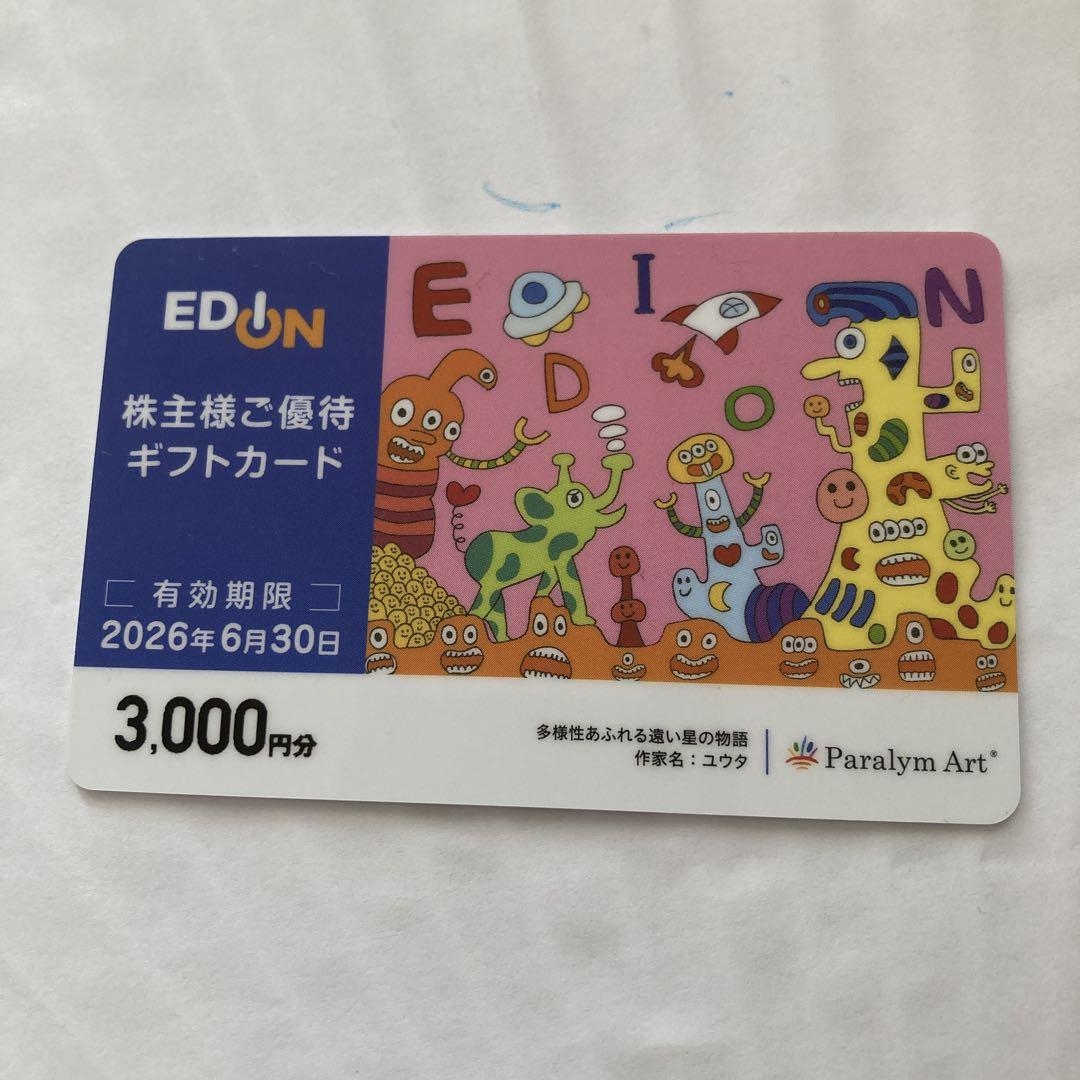 EDION
株主様ご優待
ギフトカード
有効期限
2026年6月30日
3,000円分
E D I O N
多様性あふれる遠い星の物語
作家名：ユウタ
Paralym Art®